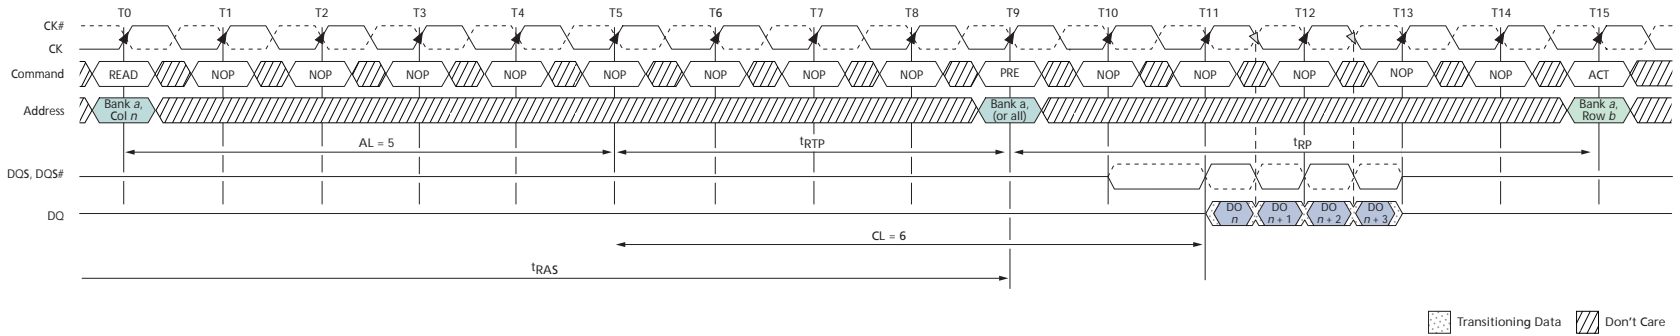 T0 T1 T2 T3 T4 T5 T6 T7 T8 T9 T10 T11 T12 T13 T14 T15
CK#
CK
Command READ NOP NOP NOP NOP NOP NOP NOP NOP PRE NOP NOP NOP NOP NOP ACT
Address Bank a, Col n Bank a, (or all) Bank a, Row b
AL = 5 tRTP tRP
DQS, DQS#
DQ DO n DO n + 1 DO n + 2 DO n + 3
CL = 6
tRAS
Transitioning Data Don't Care